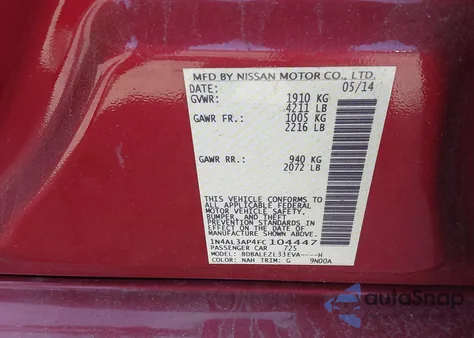 MFD BY NISSAN MOTOR CO., LTD.
DATE: 05/14
GVWR: 1910 KG
4211 LB
GAWR FR.: 1005 KG
2216 LB
GAWR RR.: 940 KG
2072 LB
THIS VEHICLE CONFORMS TO ALL
APPLICABLE FEDERAL
MOTOR VEHICLE SAFETY,
BUMPER, AND THEFT
PREVENTION STANDARDS IN EFFECT ON
THE DATE OF MANUFACTURE SHOWN ABOVE.
1N4AL3AP4FC104447
PASSENGER CAR 725
MODEL: BDBALEZL33EVA----H
COLOR: NAH TRIM: G 9N00A
autoSnap